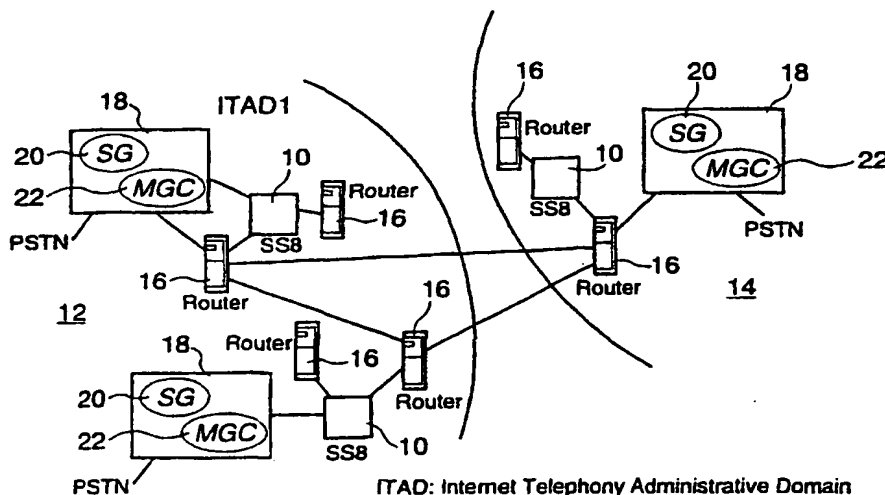 16
20
18
ITAD1
18
Router
SG
20
SG
10
10
22
MGC
22
MGC
Router
SS8
16
PSTN
SS8
PSTN
16
16
Router
16
Router
14
12
18
Router
16
20
SG
Router
22
MGC
10
SS8
PSTN
ITAD: Internet Telephony Administrative Domain